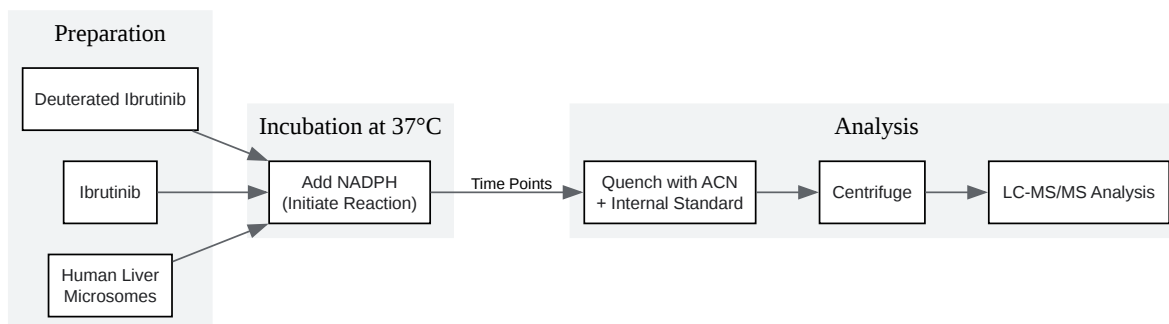 Preparation
Deuterated Ibrutinib
Ibrutinib
Human Liver
Microsomes
Incubation at 37°C
Add NADPH
(Initiate Reaction)
Time Points
Analysis
Quench with ACN
+ Internal Standard
Centrifuge
LC-MS/MS Analysis